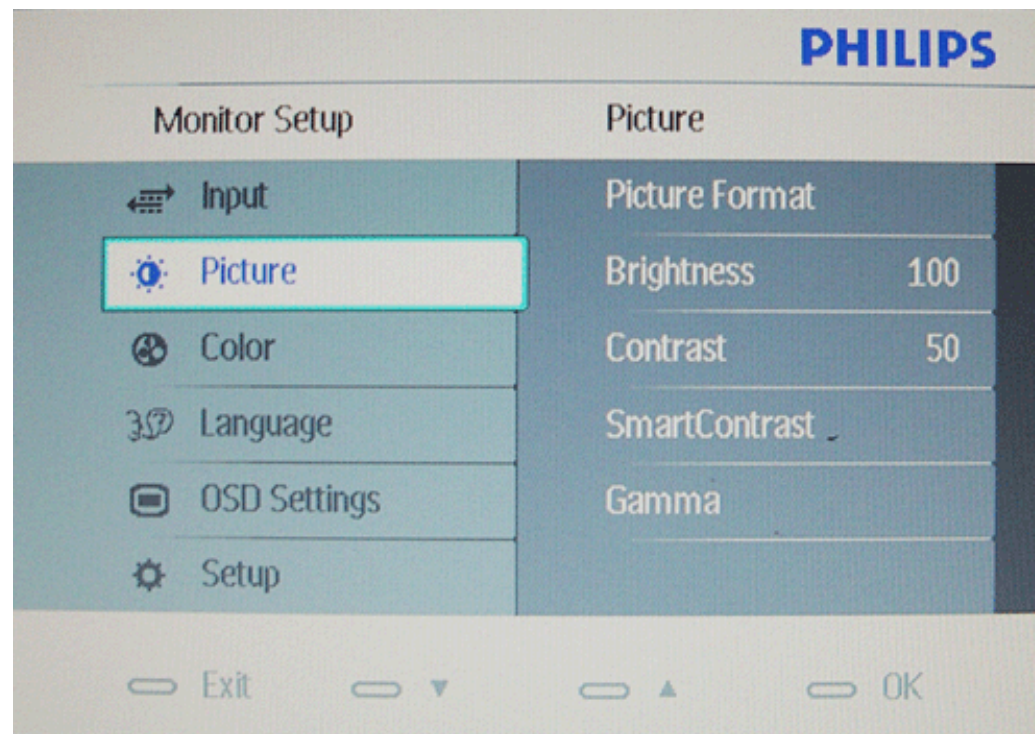 PHILIPS
Monitor Setup
Picture
Input
Picture
Color
Language
OSD Settings
Setup
Picture Format
Brightness 100
Contrast 50
SmartContrast
Gamma
Exit ▼ ▲ OK